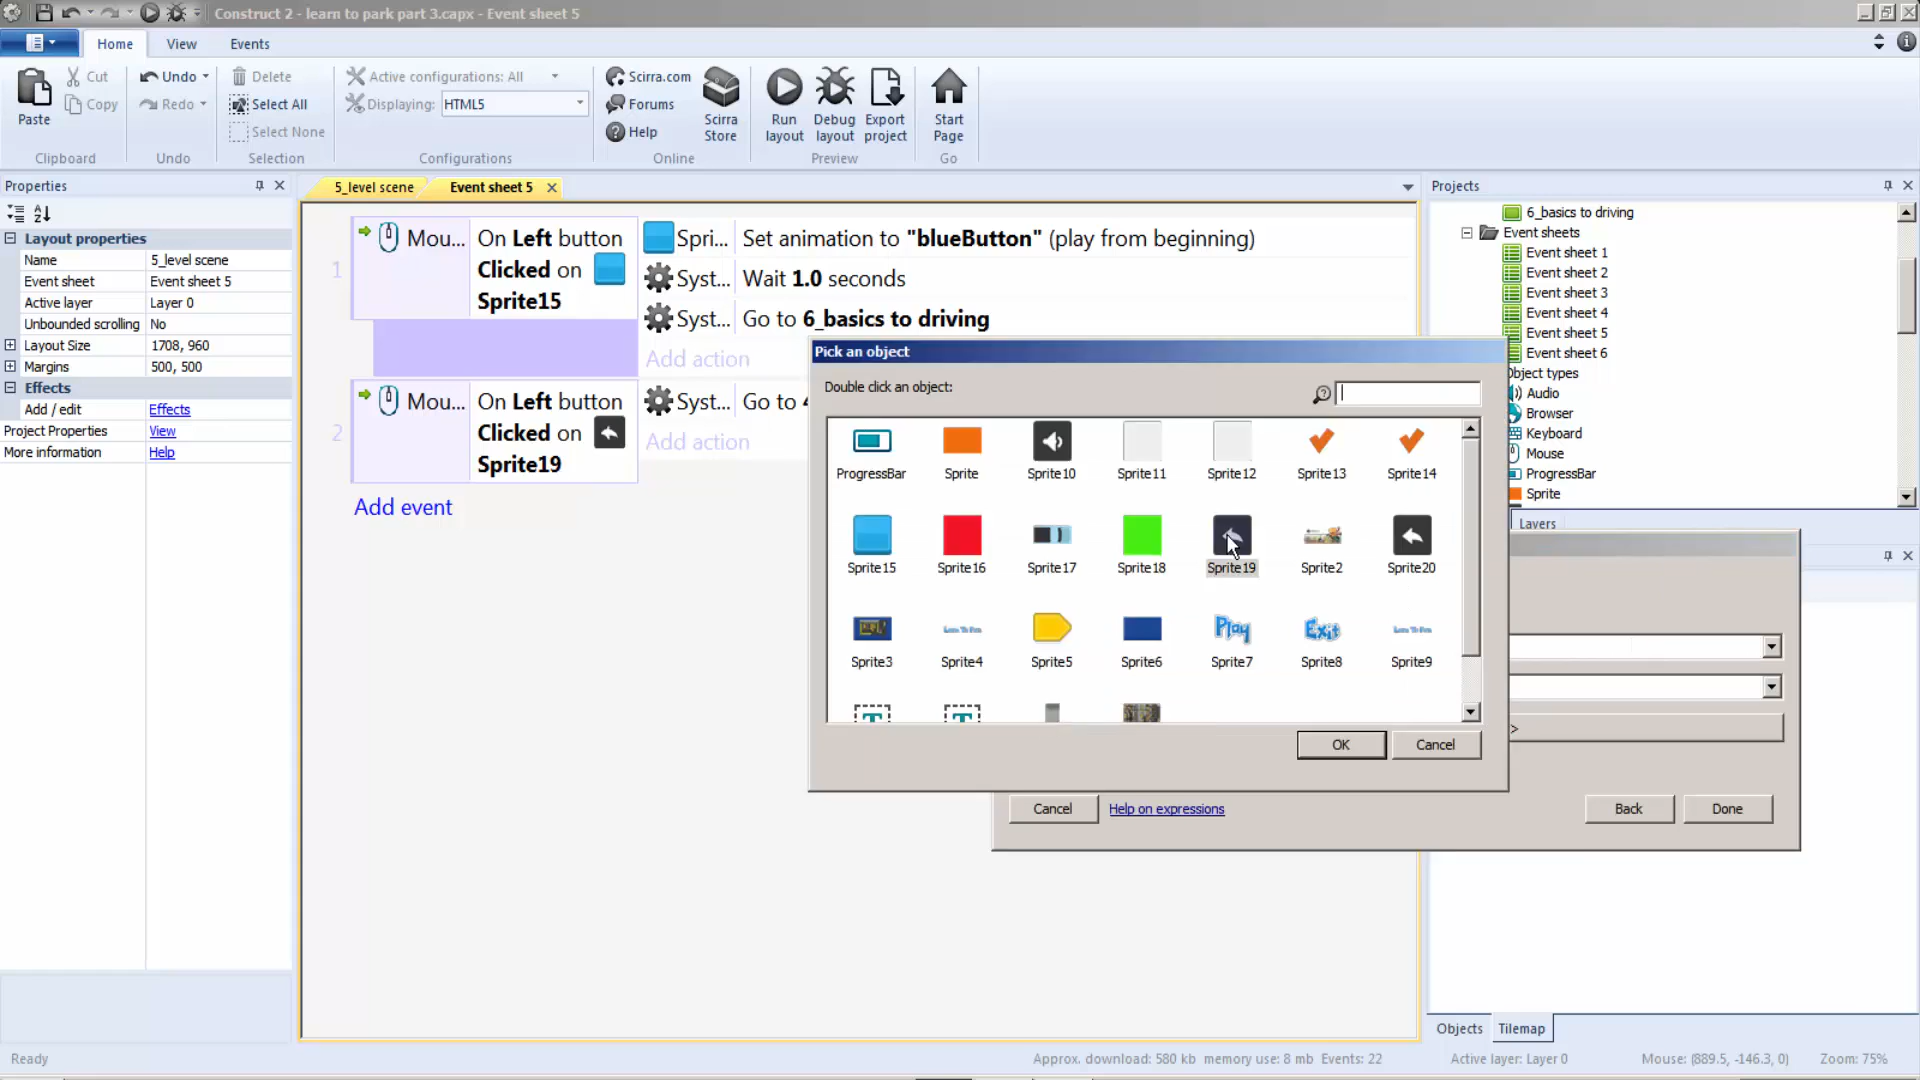 Construct 2 - learn to park part 3.capx - Event sheet 5
Home View Events
Paste Cut Copy Clipboard
Undo Redo Undo
Delete Select All Select None Selection
Active configurations: All
Displaying: HTML5
Configurations
Scirra.com Forums Help Scirra Store Online
Run layout Debug layout Export project Preview
Start Page Go
Properties
Layout properties
Name 5_level scene
Event sheet Event sheet 5
Active layer Layer 0
Unbounded scrolling No
Layout Size 1708, 960
Margins 500, 500
Effects
Add / edit Effects
Project Properties View
More information Help
5_level scene Event sheet 5
1 Mou... On Left button Clicked on Sprite15
Spri... Set animation to "blueButton" (play from beginning)
Syst... Wait 1.0 seconds
Syst... Go to 6_basics to driving
Add action
2 Mou... On Left button Clicked on Sprite19
Syst... Go to
Add action
Add event
Pick an object
Double click an object:
ProgressBar Sprite Sprite10 Sprite11 Sprite12 Sprite13 Sprite14
Sprite15 Sprite16 Sprite17 Sprite18 Sprite19 Sprite2 Sprite20
Sprite3 Sprite4 Sprite5 Sprite6 Play Sprite7 Exit Sprite8 Sprite9
OK Cancel
>
Cancel Help on expressions Back Done
Projects
6_basics to driving
Event sheets
Event sheet 1
Event sheet 2
Event sheet 3
Event sheet 4
Event sheet 5
Event sheet 6
Object types
Audio
Browser
Keyboard
Mouse
ProgressBar
Sprite
Layers
Objects Tilemap
Ready
Approx. download: 580 kb memory use: 8 mb Events: 22 Active layer: Layer 0 Mouse: (889.5, -146.3, 0) Zoom: 75%